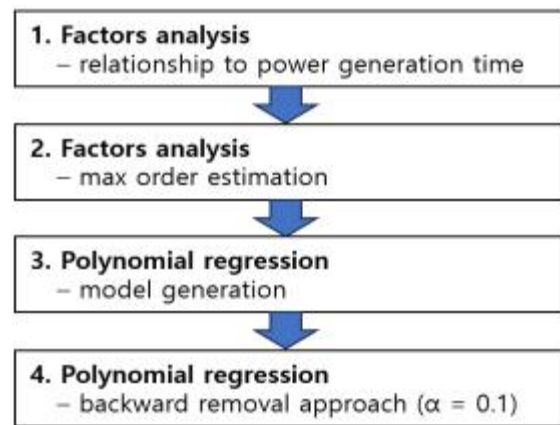 1. Factors analysis
– relationship to power generation time
2. Factors analysis
– max order estimation
3. Polynomial regression
– model generation
4. Polynomial regression
– backward removal approach (α = 0.1)